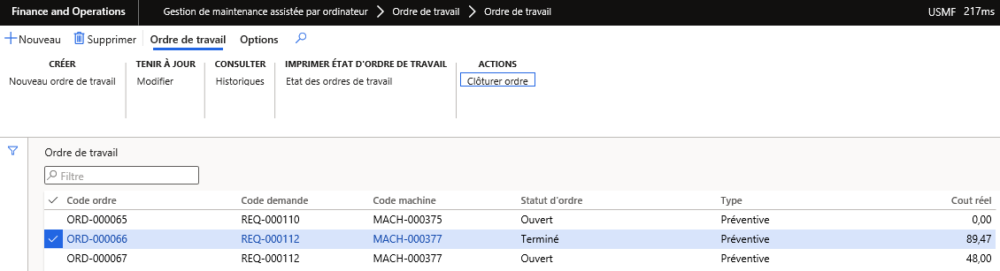 Finance and Operations Gestion de maintenance assistée par ordinateur Ordre de travail Ordre de travail USMF 217ms
Nouveau Supprimer Ordre de travail Options
CRÉER TENIR À JOUR CONSULTER IMPRIMER ÉTAT D'ORDRE DE TRAVAIL ACTIONS
Nouveau ordre de travail Modifier Historiques Etat des ordres de travail Clôturer ordre
Ordre de travail
Filtre
Code ordre Code demande Code machine Statut d'ordre Type Cout réel
ORD-000065 REQ-000110 MACH-000375 Ouvert Préventive 0,00
ORD-000066 REQ-000112 MACH-000377 Terminé Préventive 89,47
ORD-000067 REQ-000112 MACH-000377 Ouvert Préventive 48,00